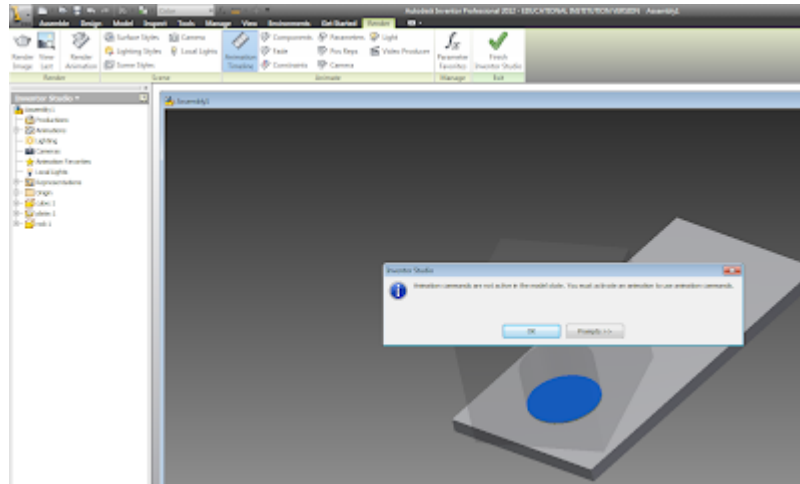 Color
Autodesk Inventor Professional 2012 - EDUCATIONAL INSTITUTION VERSION Assembly1
Assemble Design Model Inspect Tools Manage View Environments Get Started Render
Render Image
View Last
Render Animation
Surface Styles
Lighting Styles
Scene Styles
Camera
Local Lights
Animation Timeline
Components
Fade
Constraints
Parameters
Pos Reps
Camera
Light
Video Producer
Parameter Favorites
Finish Inventor Studio
Render Scene Animate Manage Exit
Inventor Studio
Assembly1
Productions
Animations
Lighting
Cameras
Animation Favorites
Local Lights
Representations
Origin
Assembly1
Inventor Studio
Animation commands are not active in the model state. You must activate an animation to use animation commands.
OK Prompts >>